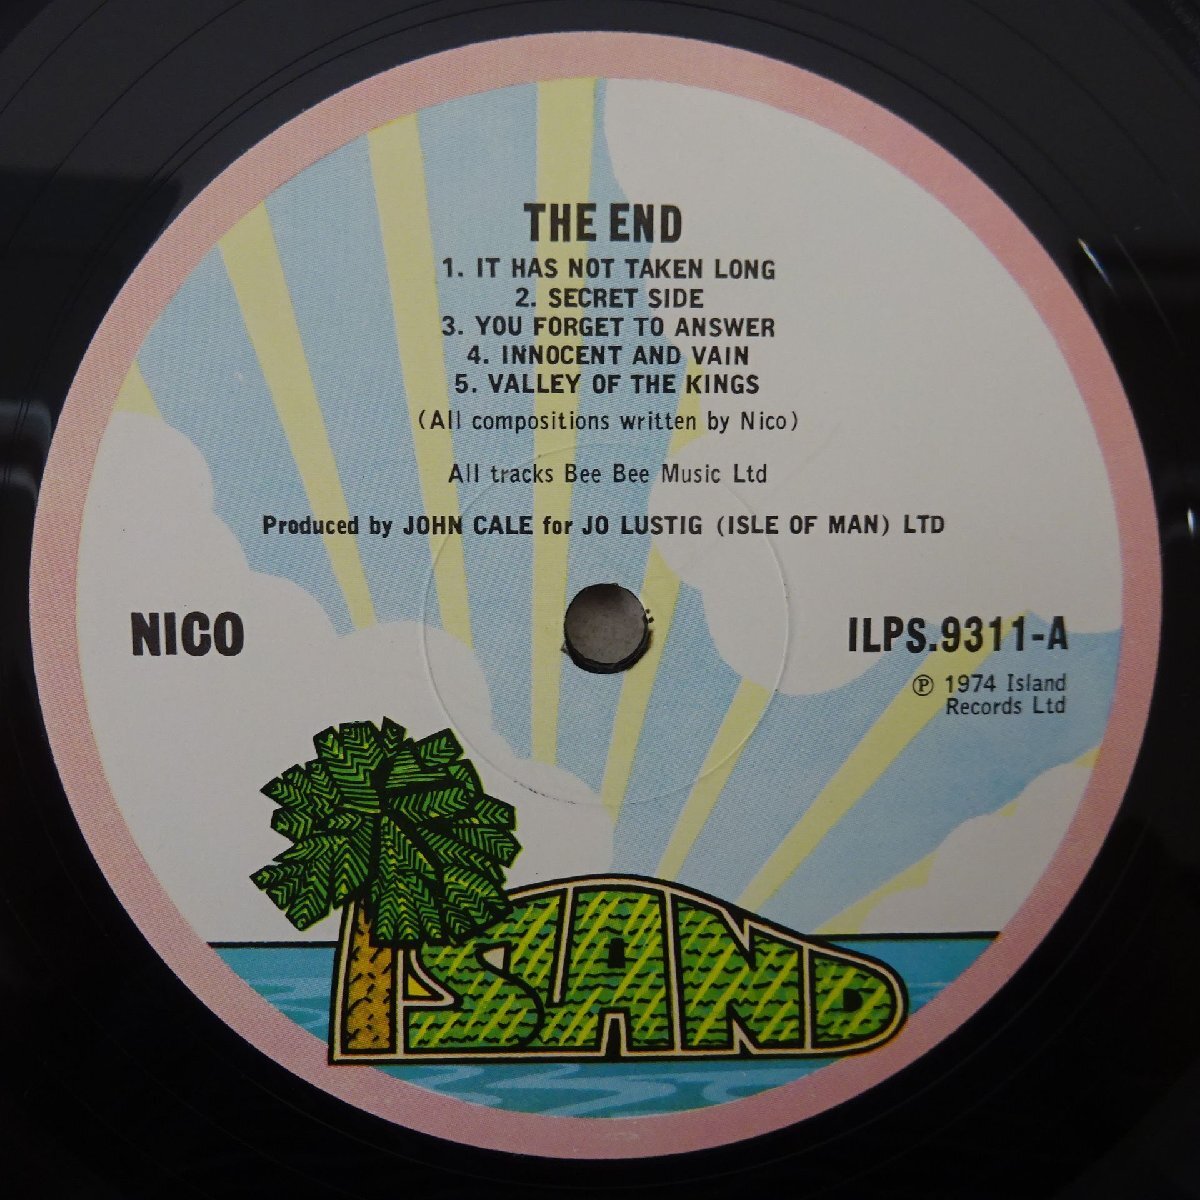 THE END
1. IT HAS NOT TAKEN LONG
2. SECRET SIDE
3. YOU FORGET TO ANSWER
4. INNOCENT AND VAIN
5. VALLEY OF THE KINGS
(All compositions written by Nico)
All tracks Bee Bee Music Ltd
Produced by JOHN CALE for JO LUSTIG (ISLE OF MAN) LTD
NICO
ILPS.9311-A
℗ 1974 Island
Records Ltd
ISLAND